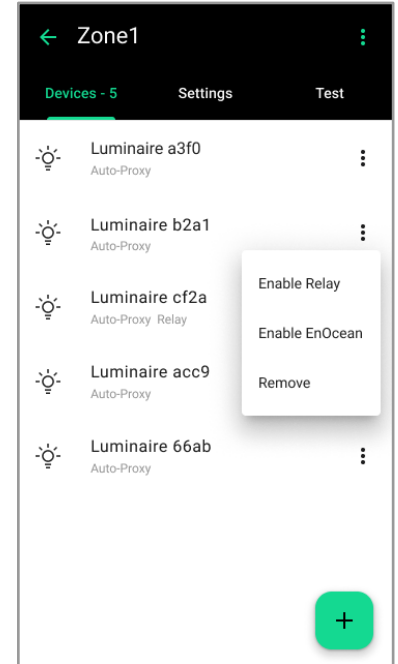 Zone1
Devices - 5 Settings Test
Luminaire a3f0
Auto-Proxy
Luminaire b2a1
Auto-Proxy
Enable Relay
Luminaire cf2a
Auto-Proxy Relay
Enable EnOcean
Luminaire acc9
Remove
Auto-Proxy
Luminaire 66ab
Auto-Proxy